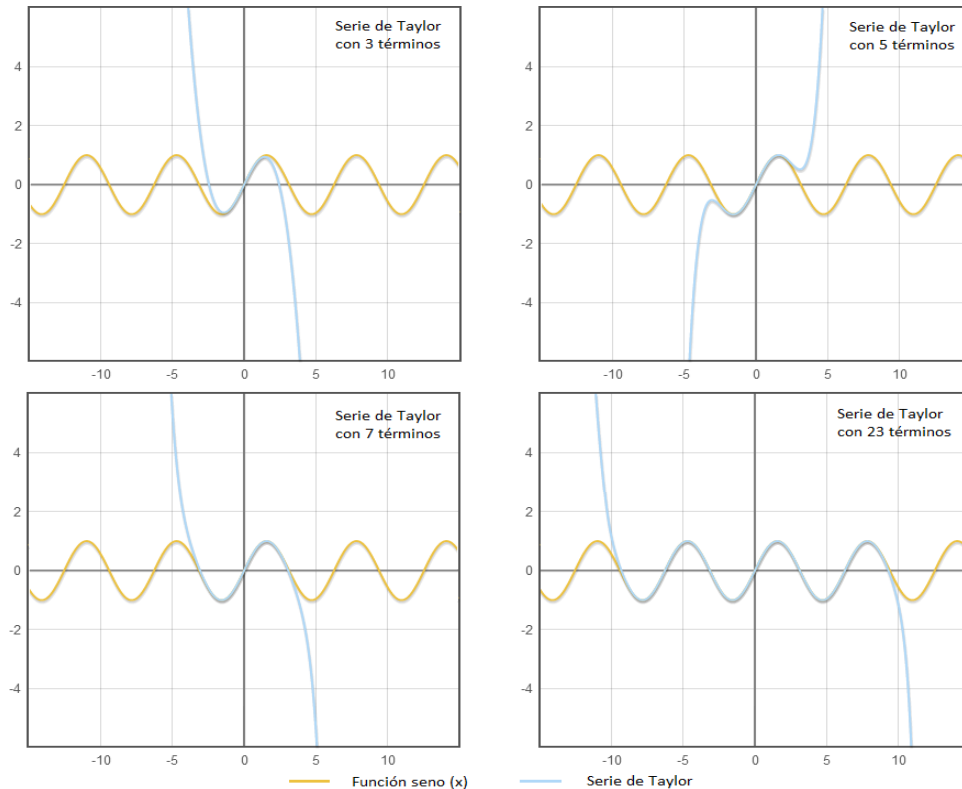 Serie de Taylor
con 3 términos
4
2
0
-2
-4
-10 -5 0 5 10
Serie de Taylor
con 5 términos
4
2
0
-2
-4
-10 -5 0 5 10
Serie de Taylor
con 7 términos
4
2
0
-2
-4
-10 -5 0 5 10
Serie de Taylor
con 23 términos
4
2
0
-2
-4
-10 -5 0 5 10
Función seno (x) Serie de Taylor